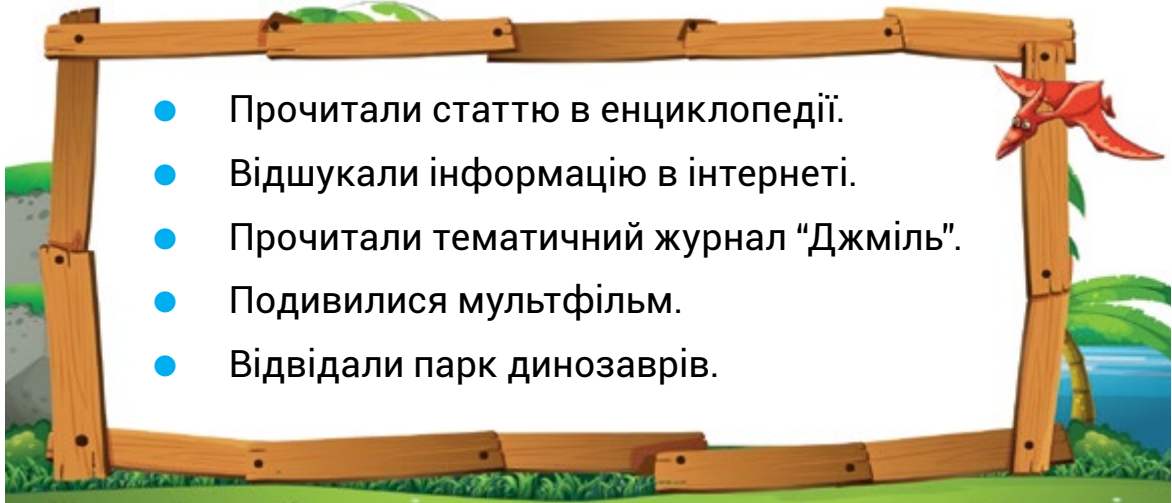 Прочитали статтю в енциклопедії.
Відшукали інформацію в інтернеті.
Прочитали тематичний журнал “Джміль”.
Подивилися мультфільм.
Відвідали парк динозаврів.